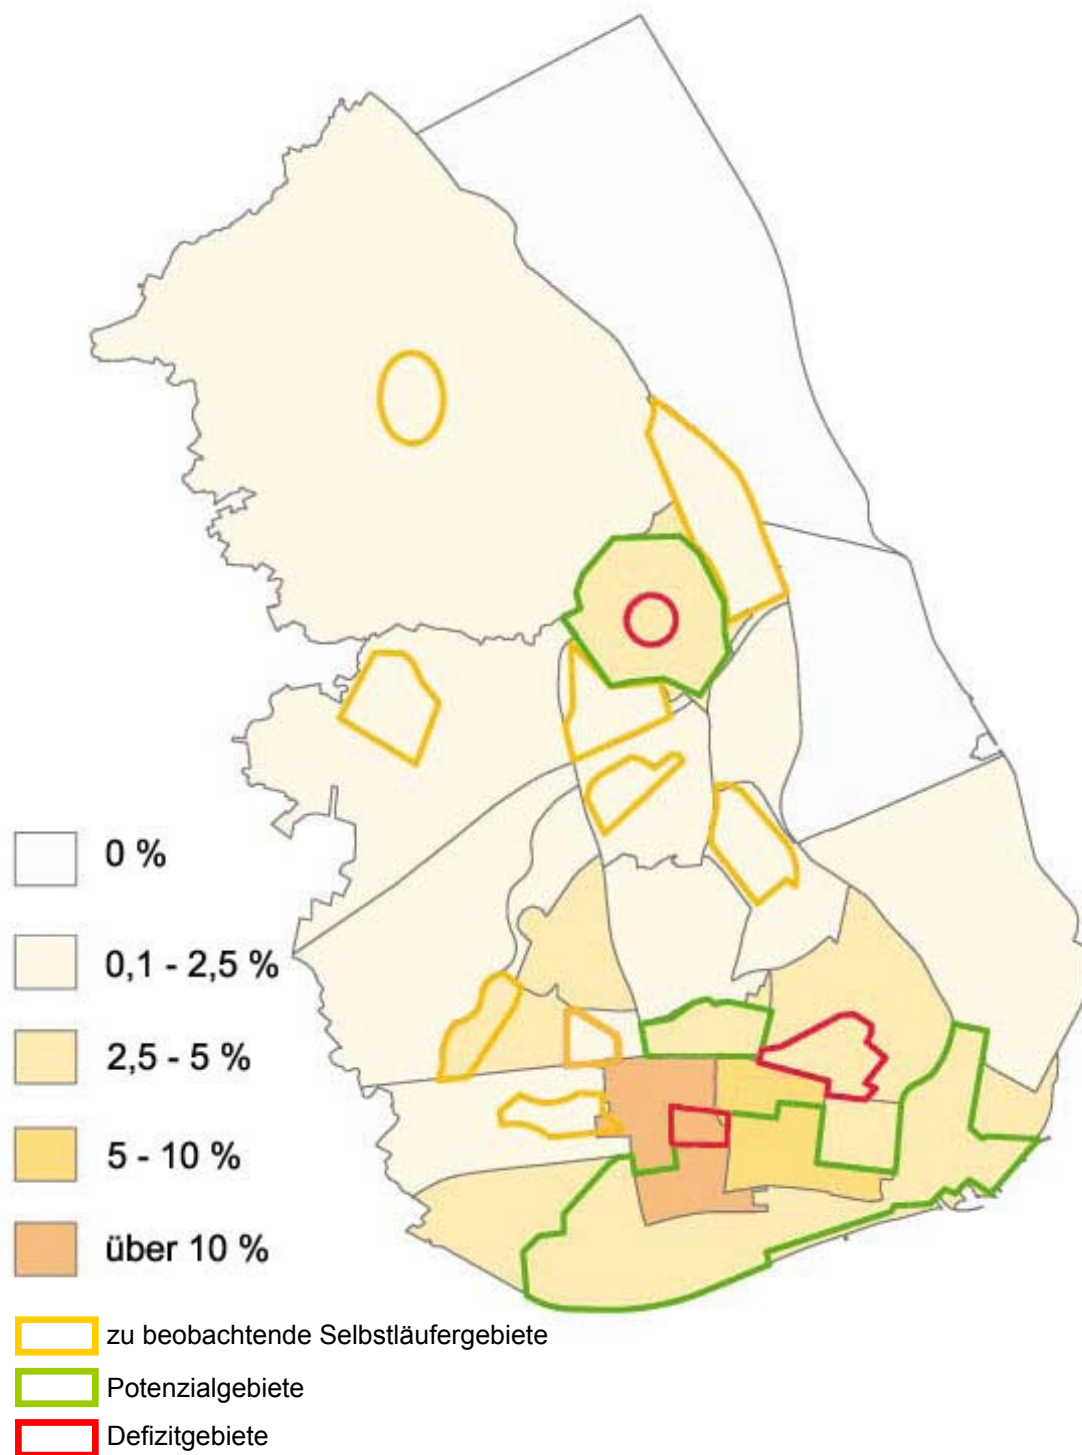 0 %
0,1 - 2,5 %
2,5 - 5 %
5 - 10 %
über 10 %
zu beobachtende Selbstläufergebiete
Potenzialgebiete
Defizitgebiete